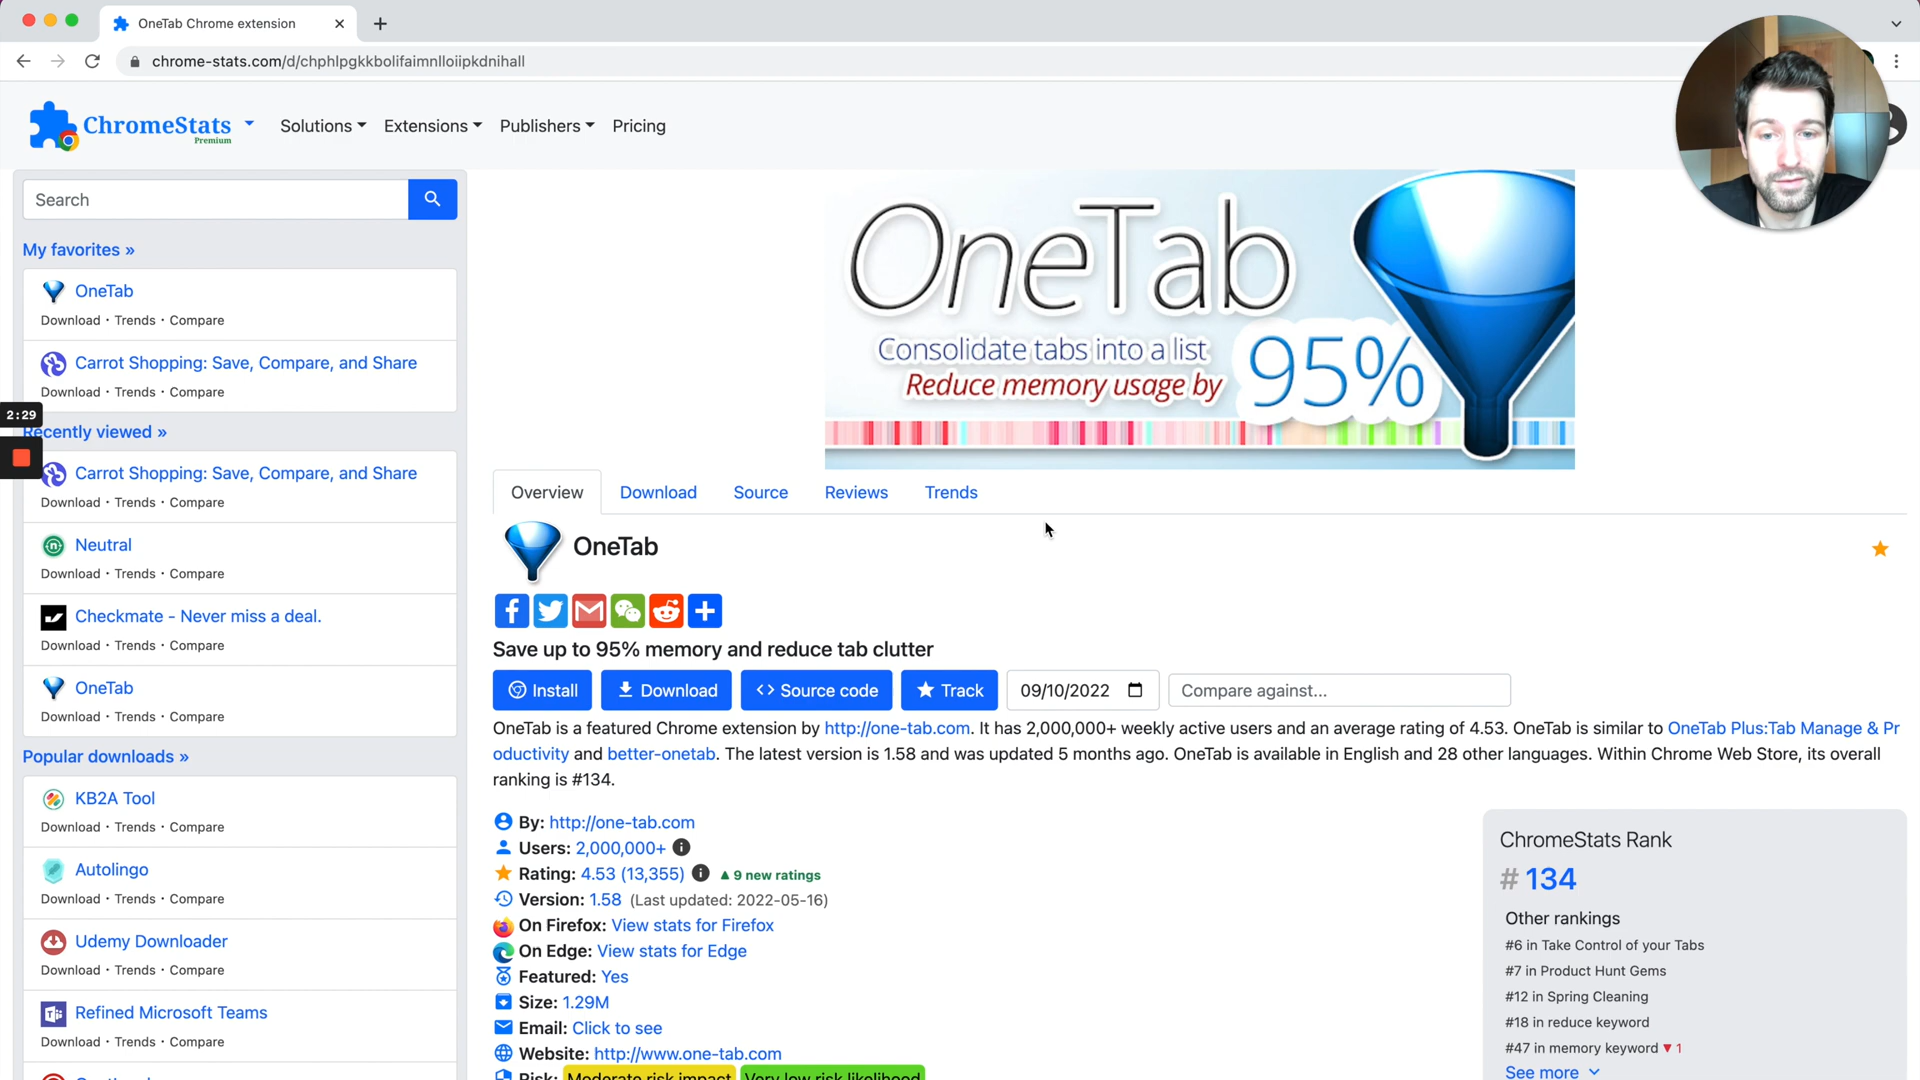 OneTab Chrome extension
chrome-stats.com/d/chphlpgkkbolifaimnlloiipkdnihall
ChromeStats
Premium
Solutions
Extensions
Publishers
Pricing
Search
My favorites »
OneTab
Download · Trends · Compare
Carrot Shopping: Save, Compare, and Share
Download · Trends · Compare
2:29
Recently viewed »
Carrot Shopping: Save, Compare, and Share
Download · Trends · Compare
Neutral
Download · Trends · Compare
Checkmate - Never miss a deal.
Download · Trends · Compare
OneTab
Download · Trends · Compare
Popular downloads »
KB2A Tool
Download · Trends · Compare
Autolingo
Download · Trends · Compare
Udemy Downloader
Download · Trends · Compare
Refined Microsoft Teams
Download · Trends · Compare
OneTab
Consolidate tabs into a list
Reduce memory usage by
95%
Overview
Download
Source
Reviews
Trends
OneTab
Save up to 95% memory and reduce tab clutter
Install
Download
<> Source code
Track
09/10/2022
Compare against...
OneTab is a featured Chrome extension by http://one-tab.com. It has 2,000,000+ weekly active users and an average rating of 4.53. OneTab is similar to OneTab Plus:Tab Manage & Pr
oductivity and better-onetab. The latest version is 1.58 and was updated 5 months ago. OneTab is available in English and 28 other languages. Within Chrome Web Store, its overall
ranking is #134.
By: http://one-tab.com
Users: 2,000,000+
Rating: 4.53 (13,355) ▲ 9 new ratings
Version: 1.58 (Last updated: 2022-05-16)
On Firefox: View stats for Firefox
On Edge: View stats for Edge
Featured: Yes
Size: 1.29M
Email: Click to see
Website: http://www.one-tab.com
Risk: Moderate risk impact Very low risk likelihood
ChromeStats Rank
# 134
Other rankings
#6 in Take Control of your Tabs
#7 in Product Hunt Gems
#12 in Spring Cleaning
#18 in reduce keyword
#47 in memory keyword ▼ 1
See more